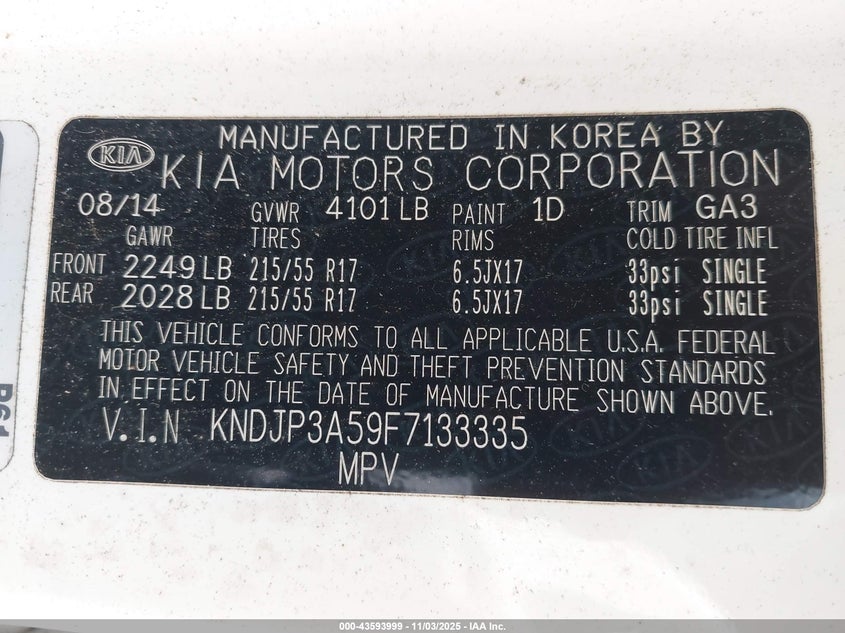 MANUFACTURED IN KOREA BY
KIA KIA MOTORS CORPORATION
08/14 GVWR 4101 LB PAINT 1D TRIM GA3
GAWR TIRES RIMS COLD TIRE INFL
FRONT 2249 LB 215/55 R17 6.5JX17 33psi SINGLE
REAR 2028 LB 215/55 R17 6.5JX17 33psi SINGLE
THIS VEHICLE CONFORMS TO ALL APPLICABLE U.S.A. FEDERAL
MOTOR VEHICLE SAFETY AND THEFT PREVENTION STANDARDS
IN EFFECT ON THE DATE OF MANUFACTURE SHOWN ABOVE.
V.I.N KNDJP3A59F7133335
MPV
000-43593999 - 11/03/2025 - IAA Inc.